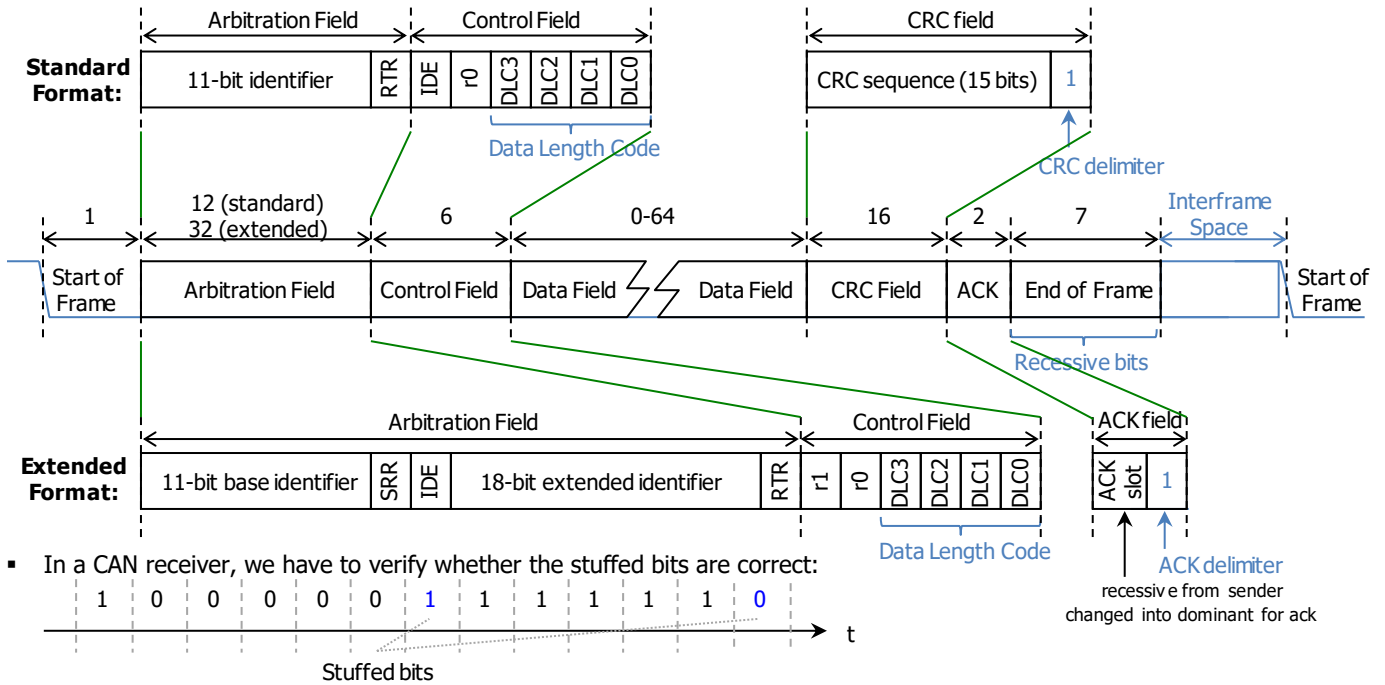 Arbitration Field Control Field CRC field
Standard Format:
11-bit identifier RTR IDE r0 DLC3 DLC2 DLC1 DLC0 CRC sequence (15 bits) 1
Data Length Code
CRC delimiter
1 12 (standard) 32 (extended) 6 0-64 16 2 7 Interframe Space
Start of Frame Arbitration Field Control Field Data Field Data Field CRC Field ACK End of Frame Start of Frame
Recessive bits
Arbitration Field Control Field ACK field
Extended Format:
11-bit base identifier SRR IDE 18-bit extended identifier RTR r1 r0 DLC3 DLC2 DLC1 DLC0 ACK slot 1
Data Length Code ACK delimiter
recessive from sender
changed into dominant for ack
▪ In a CAN receiver, we have to verify whether the stuffed bits are correct:
1 0 0 0 0 0 1 1 1 1 1 1 0
t
Stuffed bits